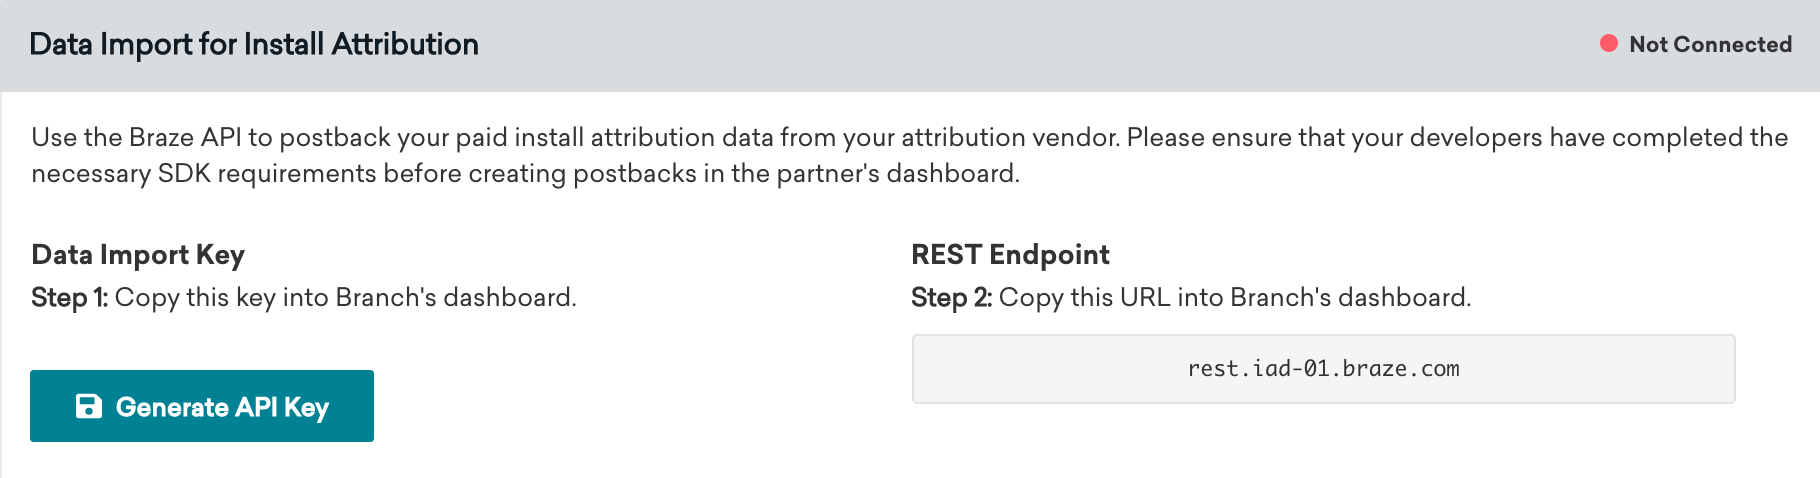 Data Import for Install Attribution
Not Connected
Use the Braze API to postback your paid install attribution data from your attribution vendor. Please ensure that your developers have completed the
necessary SDK requirements before creating postbacks in the partner's dashboard.
Data Import Key
Step 1: Copy this key into Branch's dashboard.
Generate API Key
REST Endpoint
Step 2: Copy this URL into Branch's dashboard.
rest.iad-01.braze.com